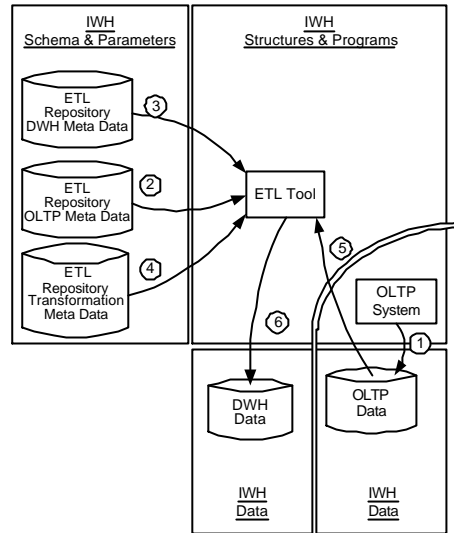 IWH
Schema & Parameters
IWH
Structures & Programs
ETL
Repository
DWH Meta Data
3
ETL
Repository
OLTP Meta Data
2
ETL Tool
ETL
Repository
Transformation
Meta Data
4
5
OLTP
System
6
1
DWH
Data
OLTP
Data
IWH
Data
IWH
Data